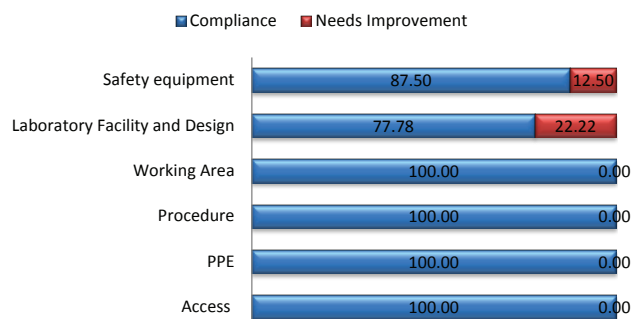 Compliance Needs Improvement
Safety equipment 87.50 12.50
Laboratory Facility and Design 77.78 22.22
Working Area 100.00 0.00
Procedure 100.00 0.00
PPE 100.00 0.00
Access 100.00 0.00